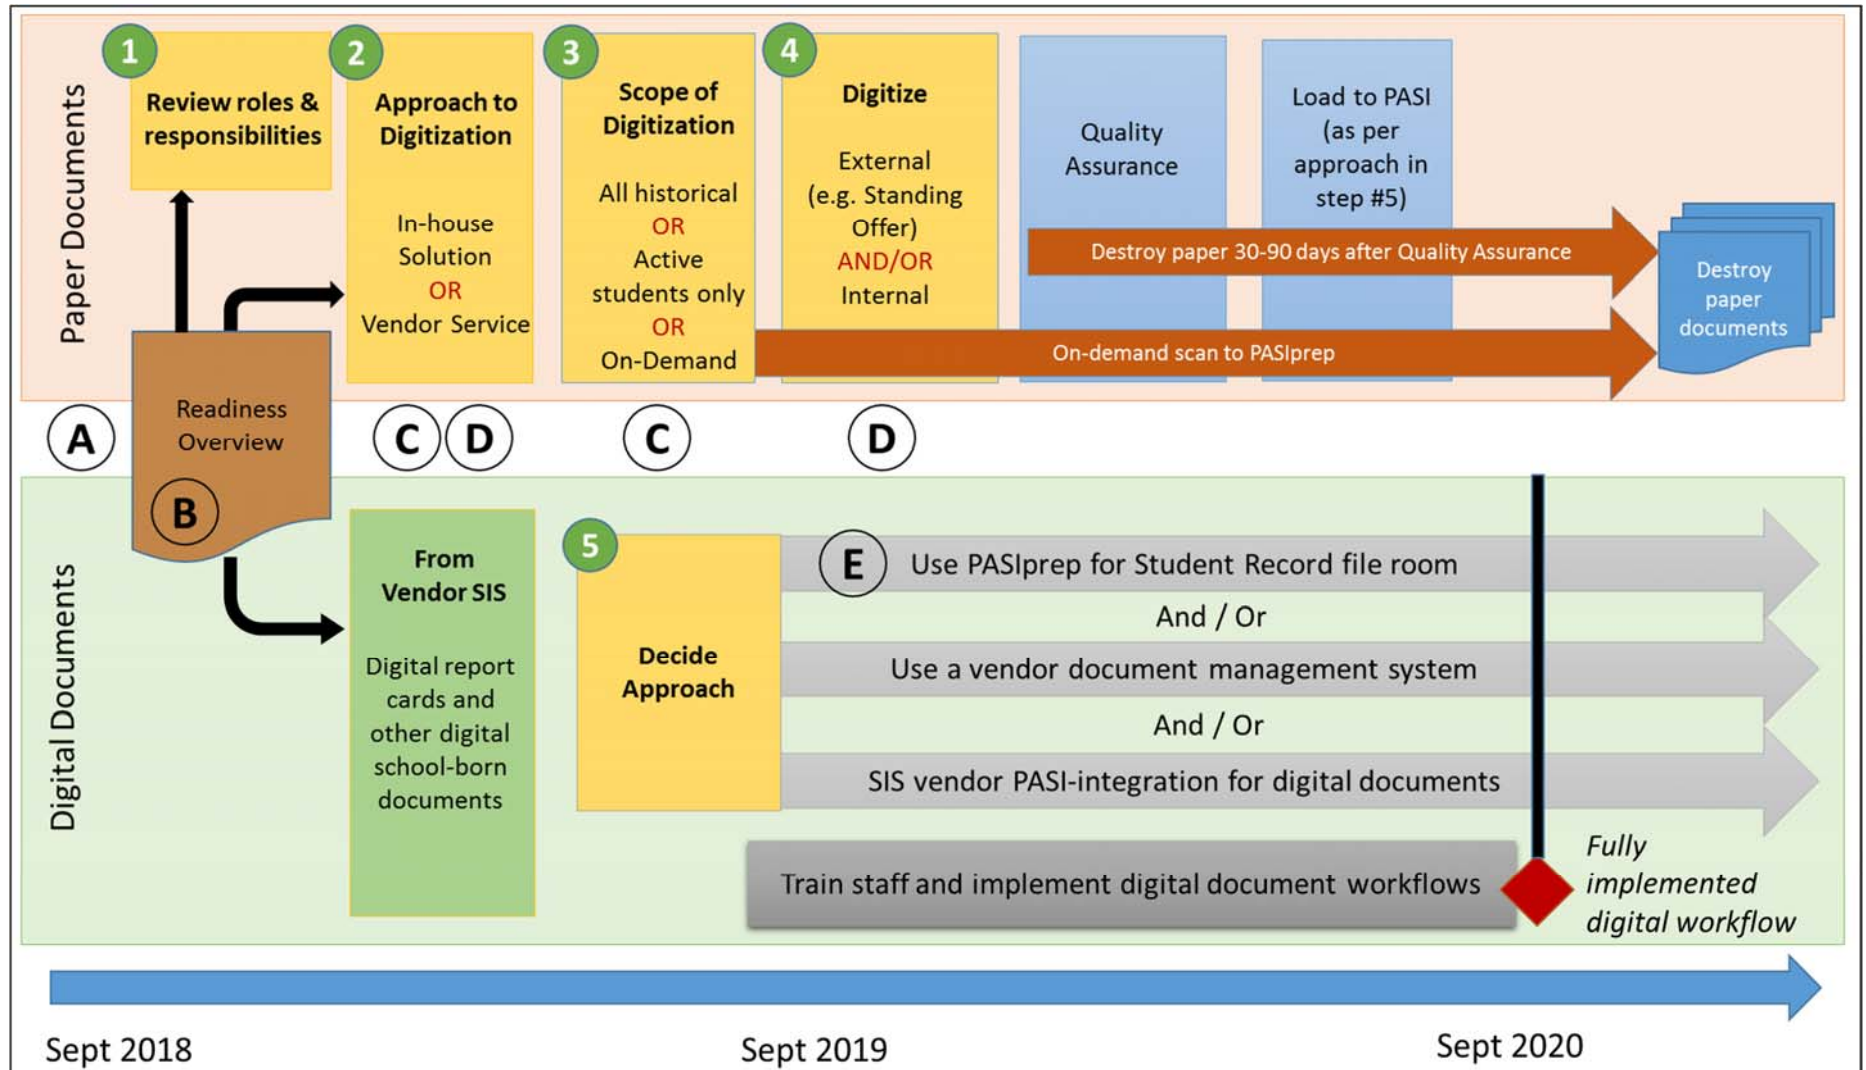 Paper Documents
1
Review roles &
responsibilities
2
Approach to
Digitization
In-house
Solution
OR
Vendor Service
3
Scope of
Digitization
All historical
OR
Active
students only
OR
On-Demand
4
Digitize
External
(e.g. Standing
Offer)
AND/OR
Internal
Quality
Assurance
Load to PASI
(as per
approach in
step #5)
Destroy paper 30-90 days after Quality Assurance
On-demand scan to PASIprep
Destroy
paper
documents
A
Readiness
Overview
B
C
D
C
D
Digital Documents
From
Vendor SIS
Digital report
cards and
other digital
school-born
documents
5
Decide
Approach
E
Use PASIprep for Student Record file room
And / Or
Use a vendor document management system
And / Or
SIS vendor PASI-integration for digital documents
Train staff and implement digital document workflows
Fully
implemented
digital workflow
Sept 2018
Sept 2019
Sept 2020